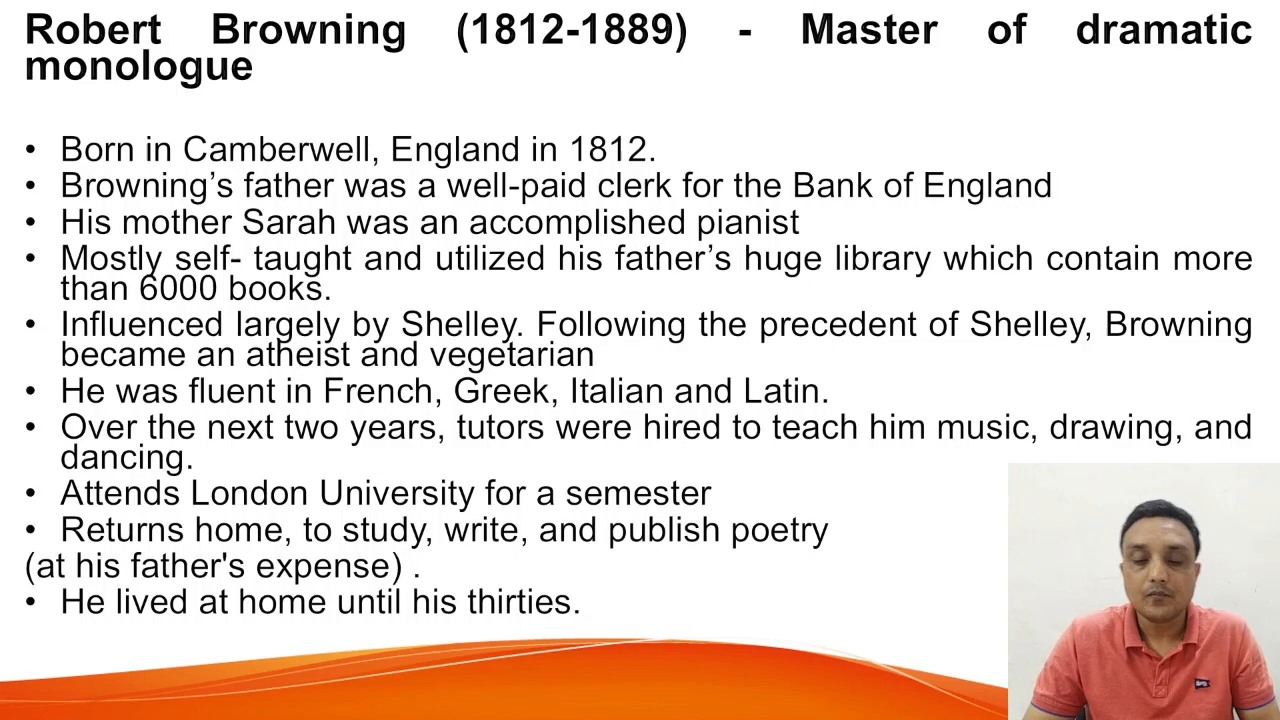 Robert Browning (1812-1889) - Master of dramatic
monologue
• Born in Camberwell, England in 1812.
• Browning’s father was a well-paid clerk for the Bank of England
• His mother Sarah was an accomplished pianist
• Mostly self- taught and utilized his father’s huge library which contain more
than 6000 books.
• Influenced largely by Shelley. Following the precedent of Shelley, Browning
became an atheist and vegetarian
• He was fluent in French, Greek, Italian and Latin.
• Over the next two years, tutors were hired to teach him music, drawing, and
dancing.
• Attends London University for a semester
• Returns home, to study, write, and publish poetry
(at his father's expense) .
• He lived at home until his thirties.